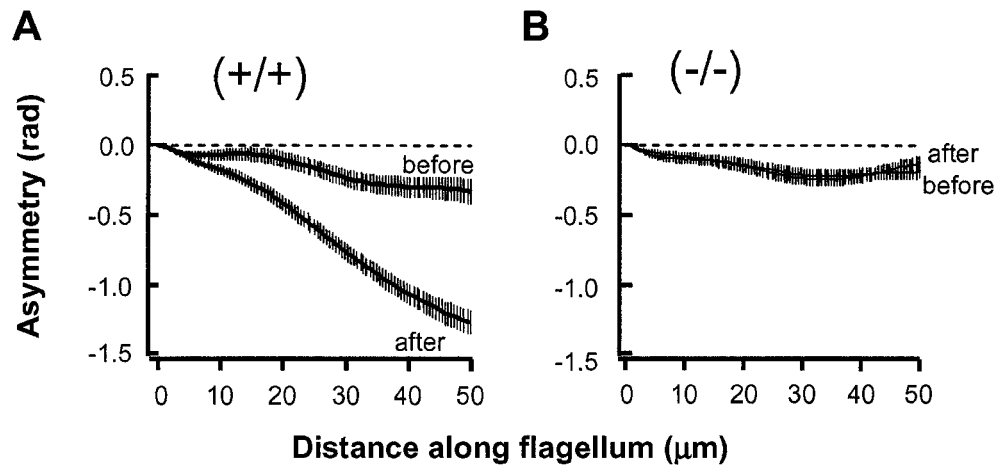 A
(+/+)
Asymmetry (rad)
0.5
0.0
-0.5
-1.0
-1.5
before
after
0 10 20 30 40 50
B
(-/-)
0.5
0.0
-0.5
-1.0
-1.5
after
before
0 10 20 30 40 50
Distance along flagellum (μm)